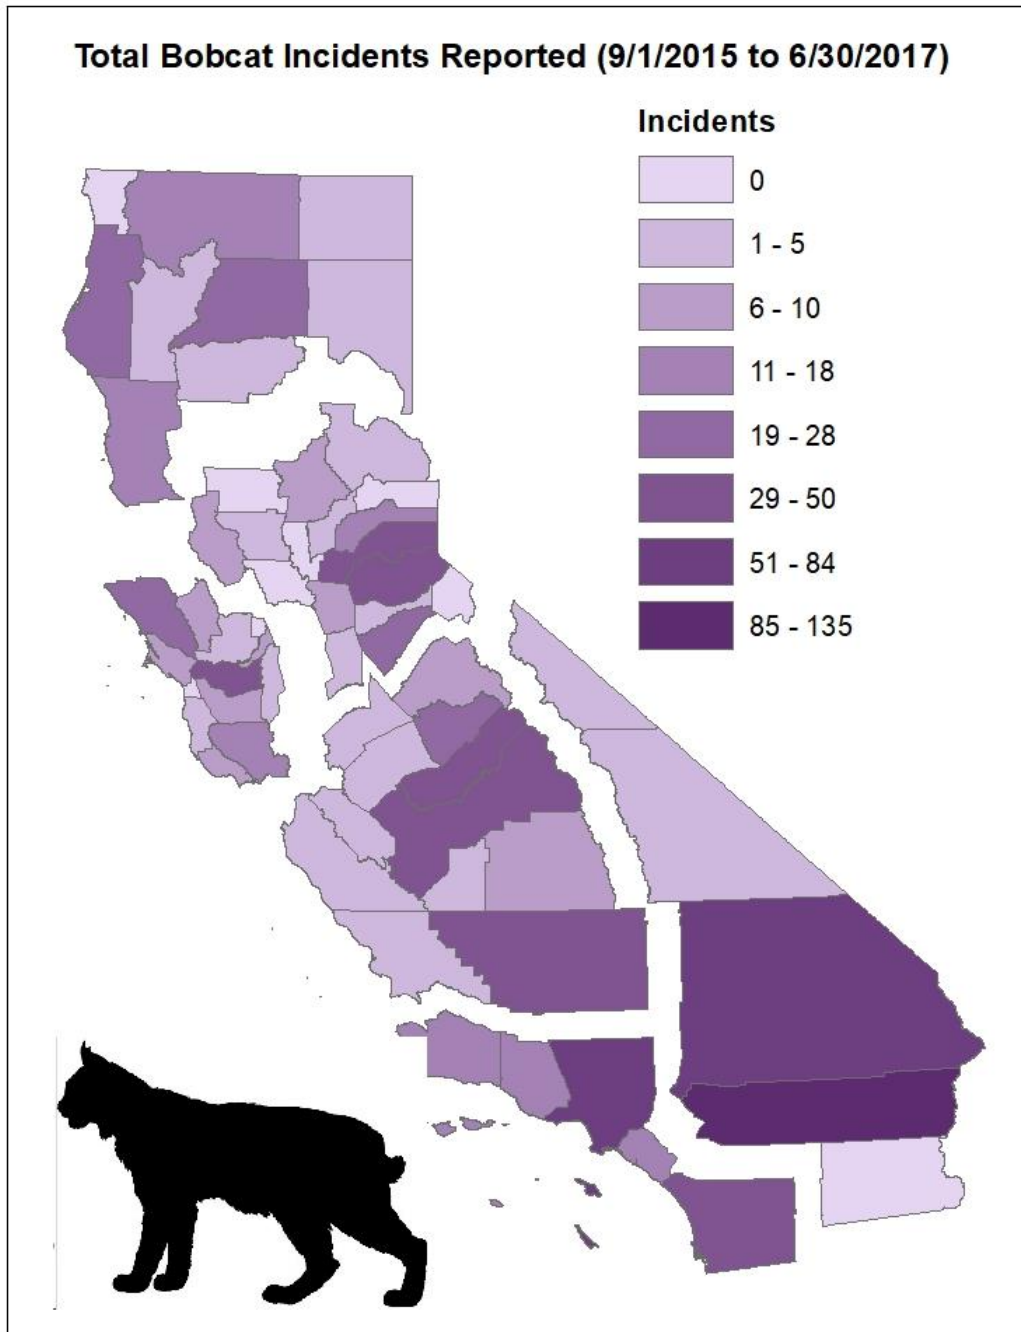 Total Bobcat Incidents Reported (9/1/2015 to 6/30/2017)
Incidents
0
1 - 5
6 - 10
11 - 18
19 - 28
29 - 50
51 - 84
85 - 135